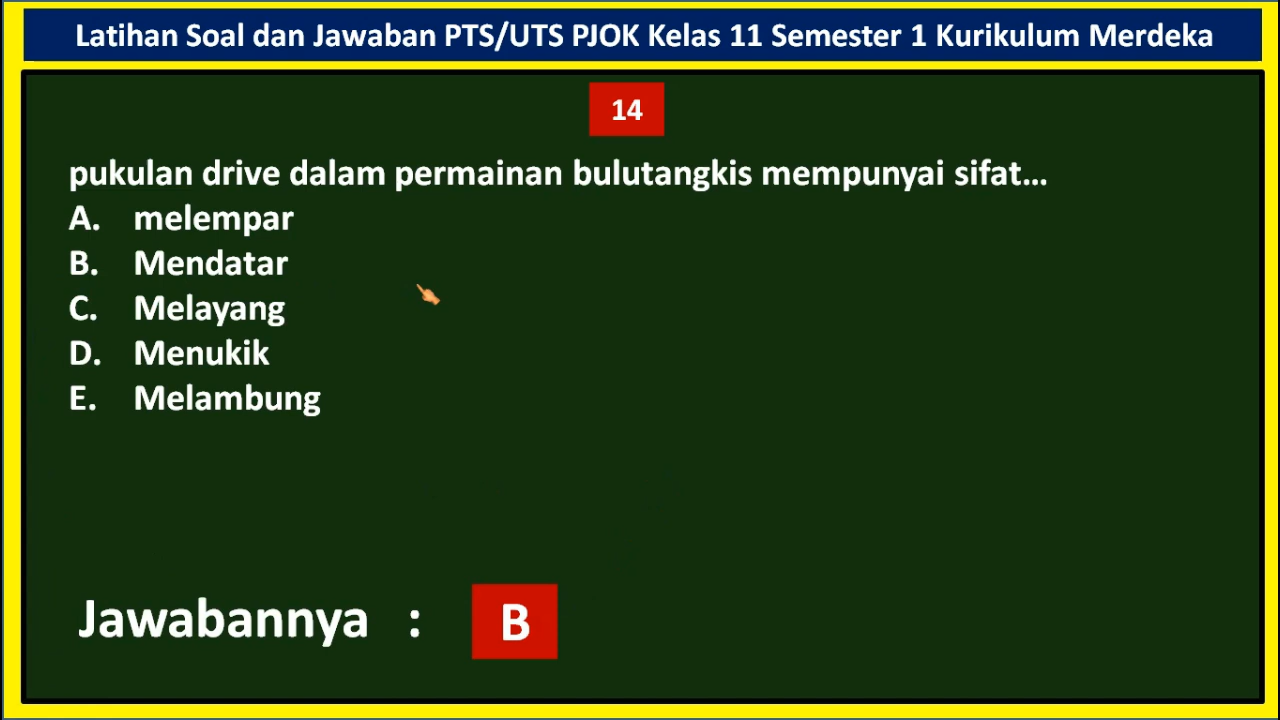 Latihan Soal dan Jawaban PTS/UTS PJOK Kelas 11 Semester 1 Kurikulum Merdeka
14
pukulan drive dalam permainan bulutangkis mempunyai sifat...
A. melempar
B. Mendatar
C. Melayang
D. Menukik
E. Melambung
Jawabannya : B